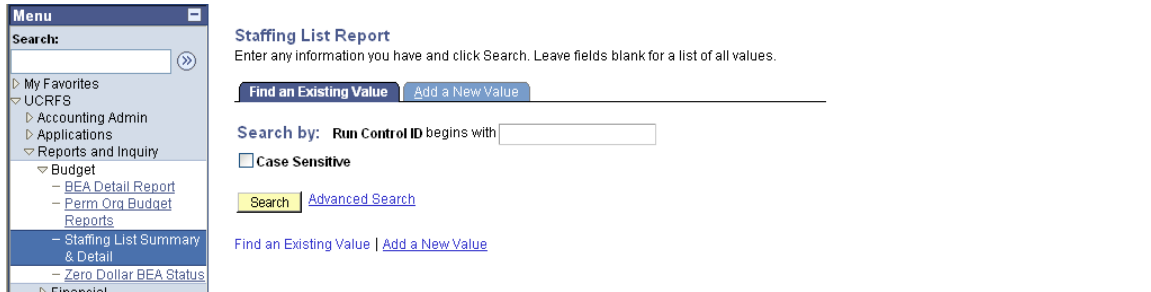 Menu
Search:
My Favorites
UCRFS
Accounting Admin
Applications
Reports and Inquiry
Budget
BEA Detail Report
Perm Org Budget
Reports
Staffing List Summary
& Detail
Zero Dollar BEA Status
Financial
Staffing List Report
Enter any information you have and click Search. Leave fields blank for a list of all values.
Find an Existing Value Add a New Value
Search by: Run Control ID begins with
Case Sensitive
Search Advanced Search
Find an Existing Value | Add a New Value